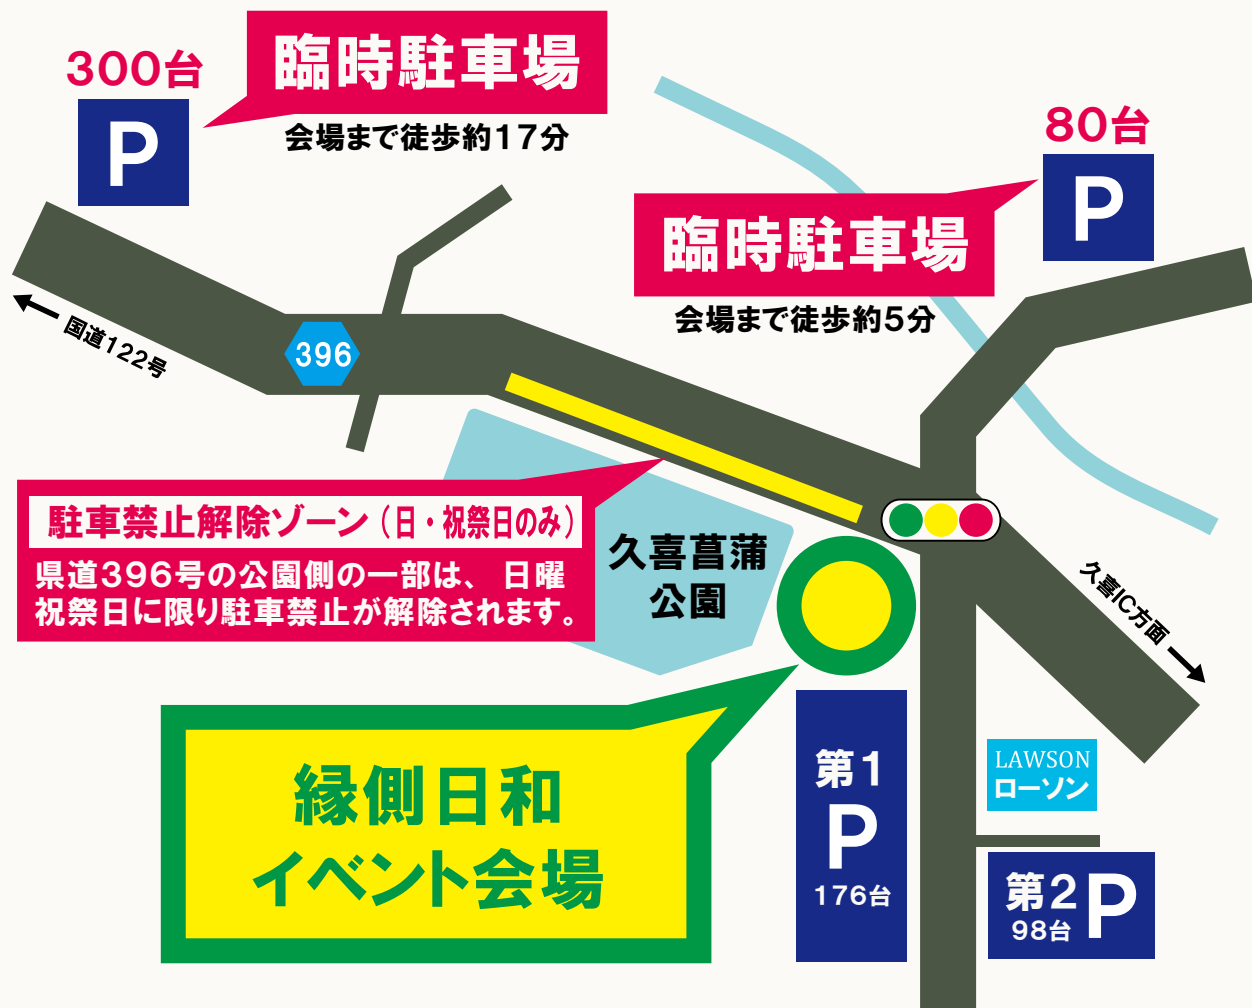 300台
P
臨時駐車場
会場まで徒歩約17分
80台
P
臨時駐車場
会場まで徒歩約5分
国道122号
396
駐車禁止解除ゾーン(日・祝祭日のみ)
県道396号の公園側の一部は、日曜
祝祭日に限り駐車禁止が解除されます。
久喜菖蒲
公園
久喜IC方面
縁側日和
イベント会場
第1
P
176台
LAWSON
ローソン
第2
98台
P